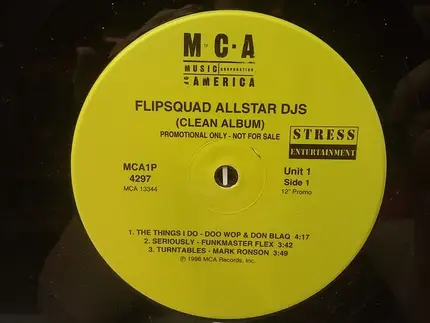 M·C·A
MUSIC CORPORATION
OF AMERICA
FLIPSQUAD ALLSTAR DJS
(CLEAN ALBUM)
PROMOTIONAL ONLY - NOT FOR SALE
STRESS
ENTERTAINMENT
MCA1P
4297
MCA 13344
Unit 1
Side 1
12" Promo
1. THE THINGS I DO - DOO WOP & DON BLAQ 4:17
2. SERIOUSLY - FUNKMASTER FLEX 3:42
3. TURNTABLES - MARK RONSON 3:49
℗ 1998 MCA Records, Inc.